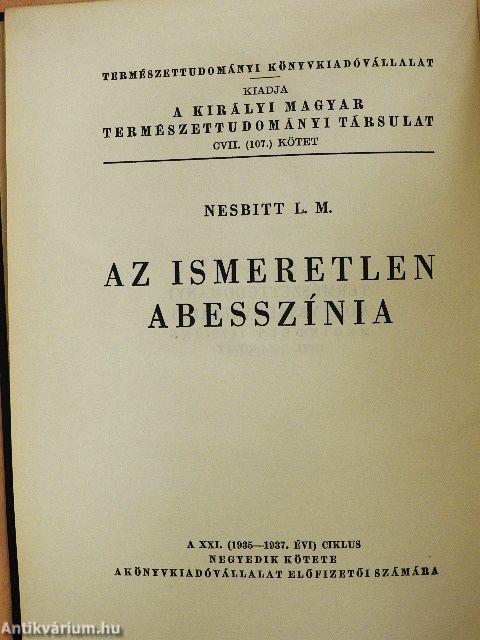 TERMÉSZETTUDOMÁNYI KÖNYVKIADÓVÁLLALAT
KIADJA
A KIRÁLYI MAGYAR
TERMÉSZETTUDOMÁNYI TÁRSULAT
CVII. (107.) KÖTET
NESBITT L. M.
AZ ISMERETLEN
ABESSZÍNIA
A XXI. (1935—1937. ÉVI) CIKLUS
NEGYEDIK KÖTETE
A KÖNYVKIADÓVÁLLALAT ELŐFIZETŐI SZÁMÁRA
Antikvárium.hu